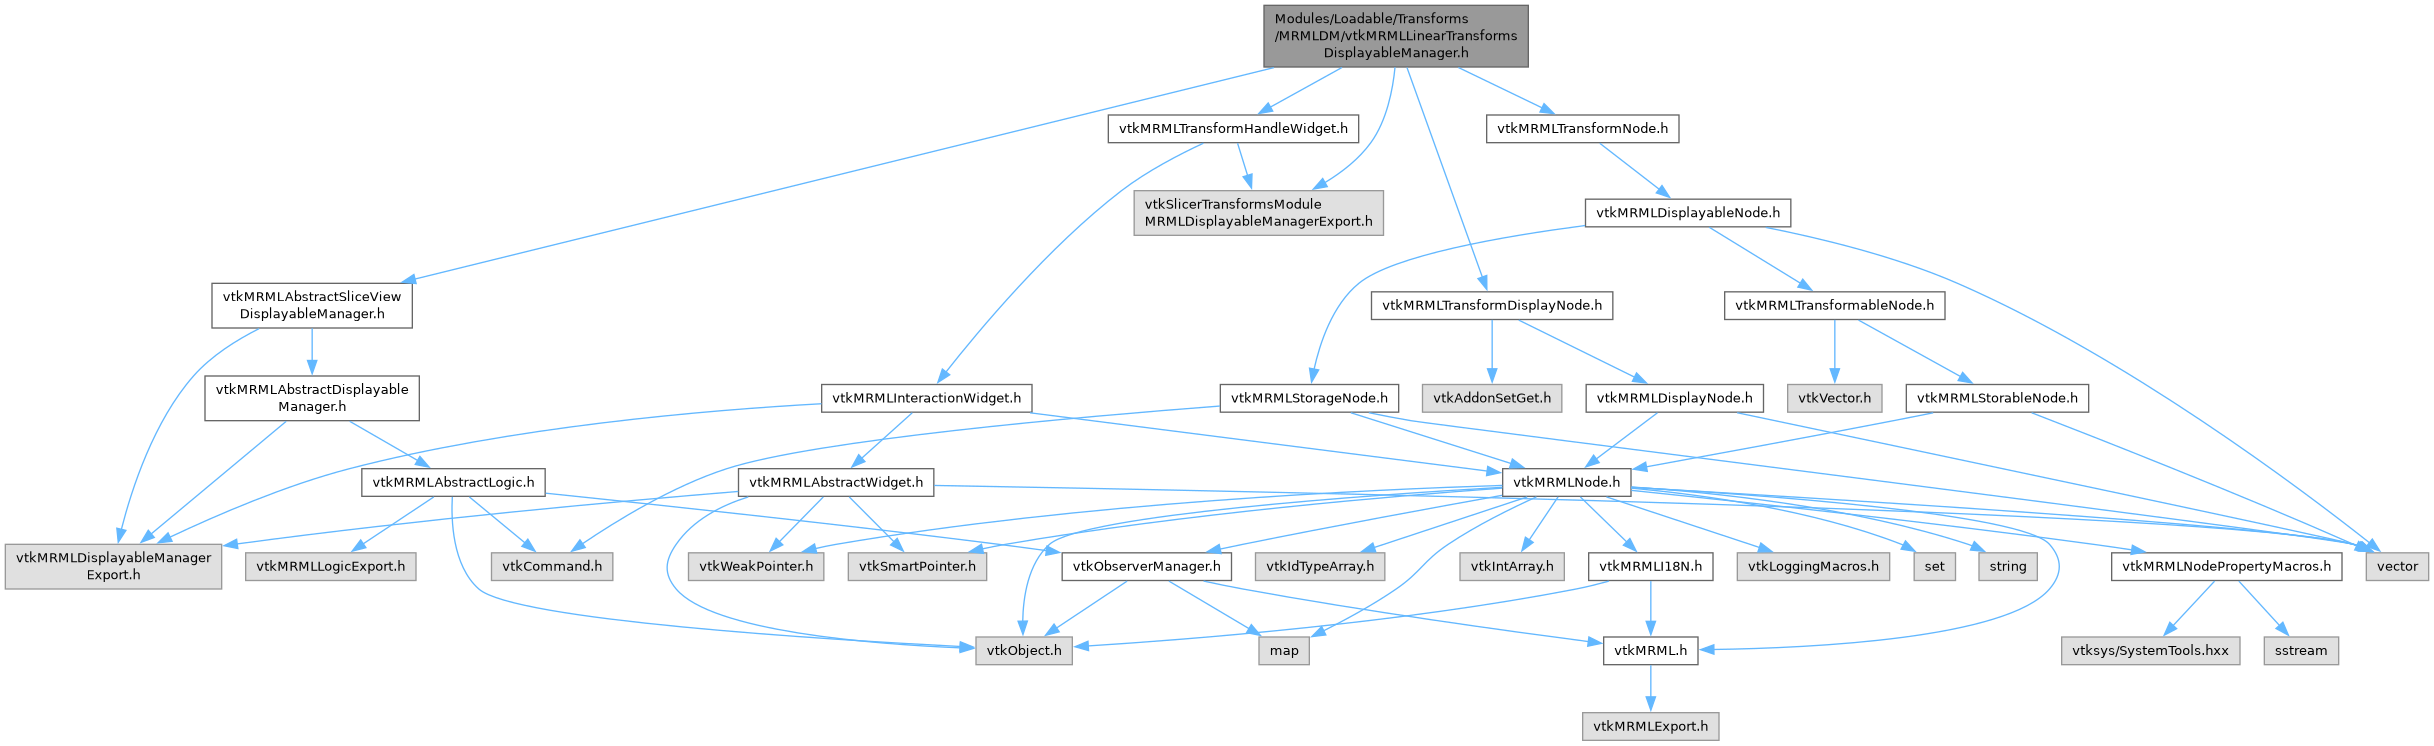 Modules/Loadable/Transforms
/MRMLDM/vtkMRMLLinearTransforms
DisplayableManager.h
vtkMRMLTransformHandleWidget.h
vtkMRMLTransformNode.h
vtkSlicerTransformsModule
MRMLDisplayableManagerExport.h
vtkMRMLDisplayableNode.h
vtkMRMLAbstractSliceView
DisplayableManager.h
vtkMRMLTransformDisplayNode.h
vtkMRMLTransformableNode.h
vtkMRMLAbstractDisplayable
Manager.h
vtkMRMLInteractionWidget.h
vtkMRMLStorageNode.h
vtkAddonSetGet.h
vtkMRMLDisplayNode.h
vtkVector.h
vtkMRMLStorableNode.h
vtkMRMLAbstractLogic.h
vtkMRMLAbstractWidget.h
vtkMRMLNode.h
vtkMRMLDisplayableManager
Export.h
vtkMRMLLogicExport.h
vtkCommand.h
vtkWeakPointer.h
vtkSmartPointer.h
vtkObserverManager.h
vtkIdTypeArray.h
vtkIntArray.h
vtkMRMLI18N.h
vtkLoggingMacros.h
set
string
vtkMRMLNodePropertyMacros.h
vector
vtkObject.h
map
vtkMRML.h
vtksys/SystemTools.hxx
sstream
vtkMRMLExport.h